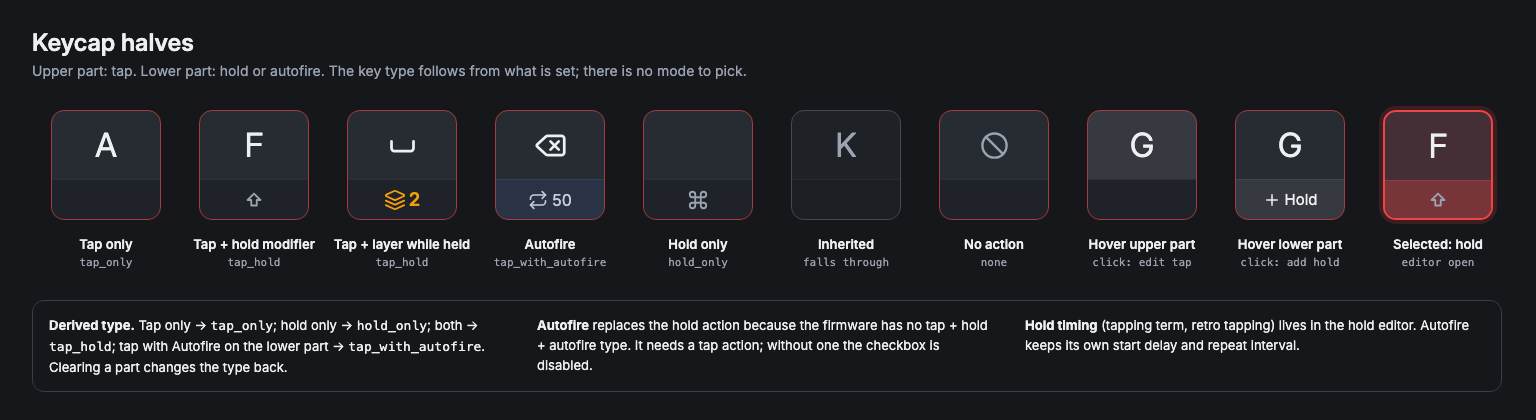 Keycap halves
Upper part: tap. Lower part: hold or autofire. The key type follows from what is set; there is no mode to pick.
A
F
2
50
K
G
G
+ Hold
F
Tap only
tap_only
Tap + hold modifier
tap_hold
Tap + layer while held
tap_hold
Autofire
tap_with_autofire
Hold only
hold_only
Inherited
falls through
No action
none
Hover upper part
click: edit tap
Hover lower part
click: add hold
Selected: hold
editor open
Derived type. Tap only → tap_only; hold only → hold_only; both →
tap_hold; tap with Autofire on the lower part → tap_with_autofire.
Clearing a part changes the type back.
Autofire replaces the hold action because the firmware has no tap + hold
+ autofire type. It needs a tap action; without one the checkbox is
disabled.
Hold timing (tapping term, retro tapping) lives in the hold editor. Autofire
keeps its own start delay and repeat interval.